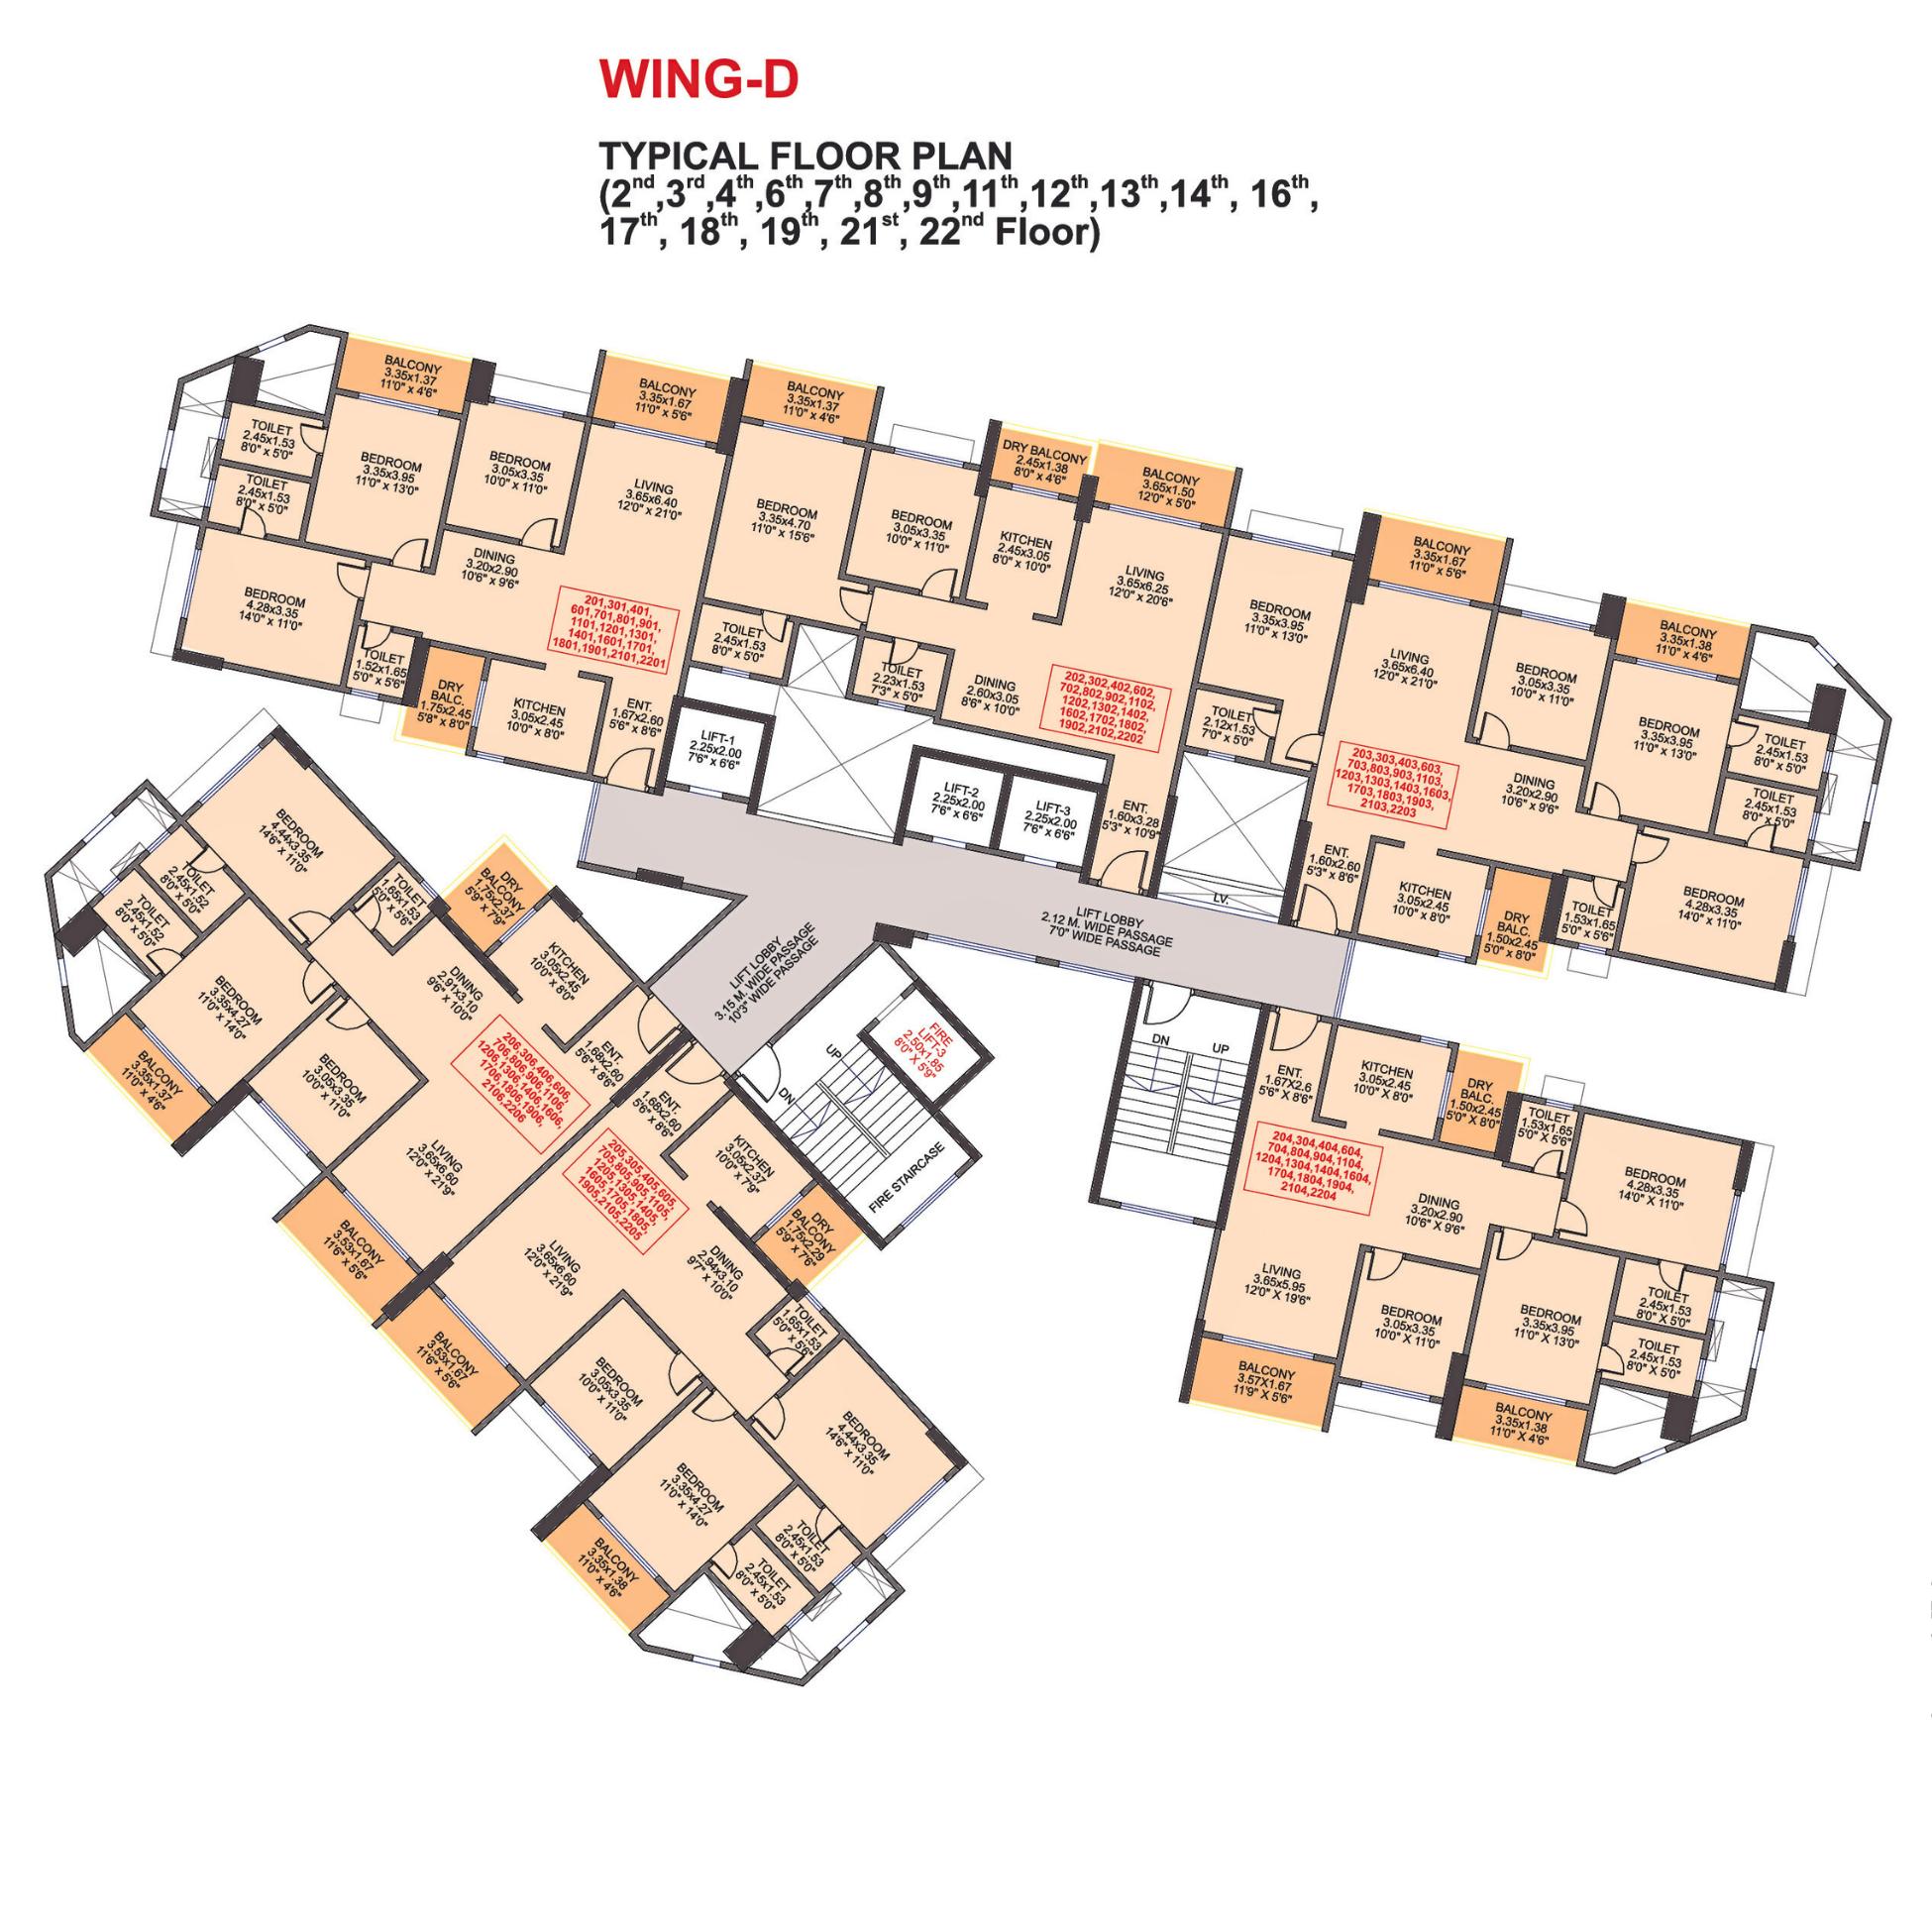 WING-D
TYPICAL FLOOR PLAN
(2nd,3rd,4th,6th,7th,8th,9th,11th,12th,13th,14th, 16th,
17th, 18th, 19th, 21st, 22nd Floor)
BALCONY
3.35x1.37
11'0" x 4'6"
TOILET
2.45x1.53
8'0" x 5'0"
TOILET
2.45x1.53
8'0" x 5'0"
BEDROOM
3.35x3.95
11'0" x 13'0"
BEDROOM
3.05x3.35
10'0" x 11'0"
BALCONY
3.35x1.67
11'0" x 5'6"
LIVING
3.65x6.40
12'0" x 21'0"
DINING
3.20x2.90
10'6" x 9'6"
BEDROOM
4.28x3.35
14'0" x 11'0"
TOILET
1.52x1.65
5'0" x 5'6"
DRY
BALC.
1.75x2.45
5'8" x 8'0"
KITCHEN
3.05x2.45
10'0" x 8'0"
ENT.
1.67x2.60
5'6" x 8'6"
201,301,401,
601,701,801,901,
1101,1201,1301,
1401,1601,1701,
1801,1901,2101,2201
BALCONY
3.35x1.37
11'0" x 4'6"
BEDROOM
3.35x4.70
11'0" x 15'6"
BEDROOM
3.05x3.35
10'0" x 11'0"
DRY BALCONY
2.45x1.38
8'0" x 4'6"
KITCHEN
2.45x3.05
8'0" x 10'0"
BALCONY
3.65x1.50
12'0" x 5'0"
LIVING
3.65x6.25
12'0" x 20'6"
TOILET
2.45x1.53
8'0" x 5'0"
TOILET
2.23x1.53
7'3" x 5'0"
DINING
2.60x3.05
8'6" x 10'0"
202,302,402,602,
702,802,902,1102,
1202,1302,1402,
1602,1702,1802,
1902,2102,2202
ENT.
1.60x3.28
5'3" x 10'9"
LIFT-1
2.25x2.00
7'6" x 6'6"
LIFT-2
2.25x2.00
7'6" x 6'6"
LIFT-3
2.25x2.00
7'6" x 6'6"
BEDROOM
3.35x3.95
11'0" x 13'0"
TOILET
2.12x1.53
7'0" x 5'0"
BALCONY
3.35x1.67
11'0" x 5'6"
LIVING
3.65x6.40
12'0" x 21'0"
BEDROOM
3.05x3.35
10'0" x 11'0"
BALCONY
3.35x1.38
11'0" x 4'6"
BEDROOM
3.35x3.95
11'0" x 13'0"
TOILET
2.45x1.53
8'0" x 5'0"
TOILET
2.45x1.53
8'0" x 5'0"
203,303,403,603,
703,803,903,1103,
1203,1303,1403,1603,
1703,1803,1903,
2103,2203
DINING
3.20x2.90
10'6" x 9'6"
ENT.
1.60x2.60
5'3" x 8'6"
KITCHEN
3.05x2.45
10'0" x 8'0"
DRY
BALC.
1.50x2.45
5'0" x 8'0"
TOILET
1.53x1.65
5'0" x 5'6"
BEDROOM
4.28x3.35
14'0" x 11'0"
LV.
LIFT LOBBY
2.12 M. WIDE PASSAGE
7'0" WIDE PASSAGE
LIFT LOBBY
3.15 M. WIDE PASSAGE
10'3" WIDE PASSAGE
BEDROOM
4.44x3.35
14'6" x 11'0"
TOILET
2.45x1.52
8'0" x 5'0"
TOILET
2.45x1.52
8'0" x 5'0"
TOILET
1.65x1.53
5'0" x 5'6"
DRY
BALCONY
1.75x2.37
5'9" x 7'9"
KITCHEN
3.05x2.45
10'0" x 8'0"
DINING
2.91x3.10
9'6" x 10'0"
BEDROOM
3.35x4.27
11'0" x 14'0"
BALCONY
3.35x1.37
11'0" x 4'6"
BEDROOM
3.05x3.35
10'0" x 11'0"
206,306,406,606,
706,806,906,1106,
1206,1306,1406,1606,
1706,1806,1906,
2106,2206
ENT.
1.68x2.60
5'6" x 8'6"
LIVING
3.65x6.60
12'0" x 21'9"
BALCONY
3.53x1.67
11'6" x 5'6"
ENT.
1.68x2.60
5'6" x 8'6"
KITCHEN
3.05x2.37
10'0" x 7'9"
205,305,405,605,
705,805,905,1105,
1205,1305,1405,
1605,1705,1805,
1905,2105,2205
DRY
BALCONY
1.75x2.29
5'9" x 7'6"
LIVING
3.65x6.60
12'0" x 21'9"
DINING
2.94x3.10
9'7" x 10'0"
BALCONY
3.53x1.67
11'6" x 5'6"
TOILET
1.65x1.53
5'0" x 5'6"
BEDROOM
3.05x3.35
10'0" x 11'0"
BEDROOM
4.44x3.35
14'6" x 11'0"
BEDROOM
3.35x4.27
11'0" X 14'0"
BALCONY
3.35x1.38
11'0" x 4'6"
TOILET
2.45x1.53
8'0" x 5'0"
TOILET
2.45x1.53
8'0" x 5'0"
UP
DN
FIRE
LIFT-3
2.50x1.85
8'0" X 5'9"
FIRE STAIRCASE
DN
UP
ENT.
1.67X2.6
5'6" X 8'6"
KITCHEN
3.05x2.45
10'0" X 8'0"
DRY
BALC.
1.50x2.45
5'0" X 8'0"
TOILET
1.53x1.65
5'0" X 5'6"
BEDROOM
4.28x3.35
14'0" X 11'0"
204,304,404,604,
704,804,904,1104,
1204,1304,1404,1604,
1704,1804,1904,
2104,2204
DINING
3.20x2.90
10'6" X 9'6"
LIVING
3.65x5.95
12'0" X 19'6"
BEDROOM
3.05x3.35
10'0" X 11'0"
BEDROOM
3.35x3.95
11'0" X 13'0"
TOILET
2.45x1.53
8'0" X 5'0"
TOILET
2.45x1.53
8'0" X 5'0"
BALCONY
3.57X1.67
11'9" X 5'6"
BALCONY
3.35x1.38
11'0" X 4'6"